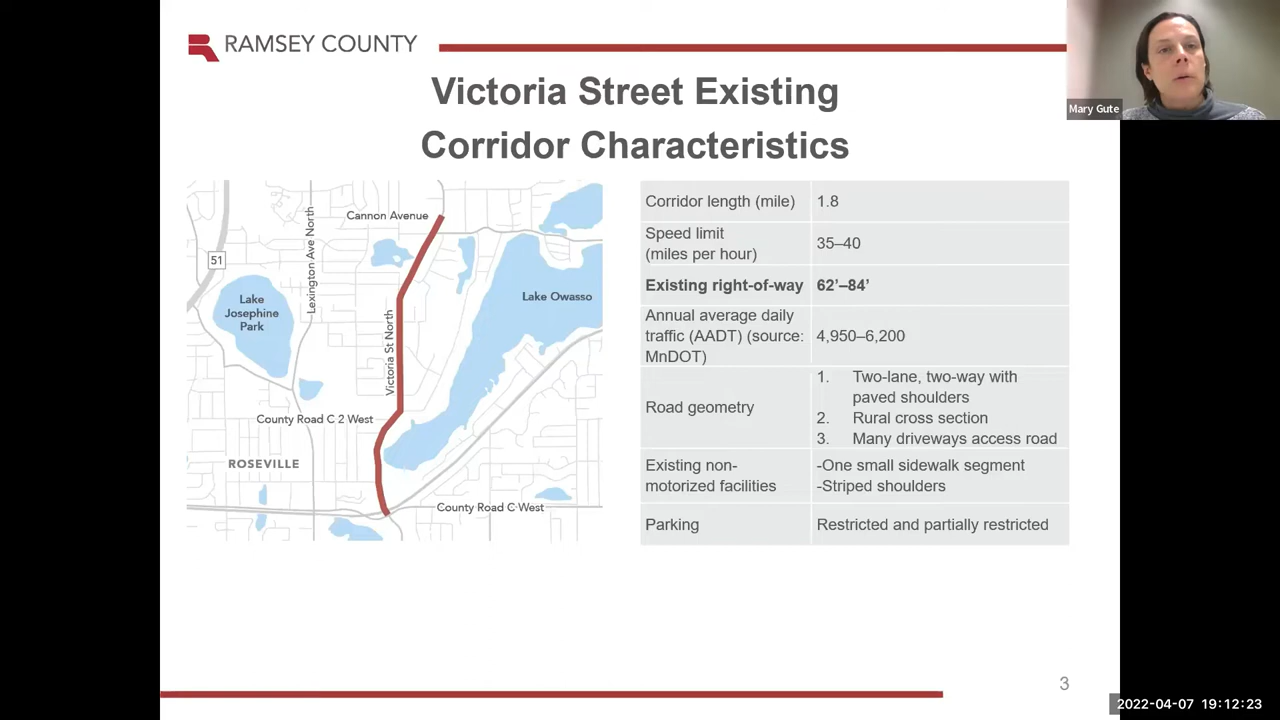 RAMSEY COUNTY
Mary Gute
Victoria Street Existing
Corridor Characteristics
Cannon Avenue
Lexington Ave North
51
Lake
Josephine
Park
Lake Owasso
Victoria St North
County Road C 2 West
ROSEVILLE
County Road C West
Corridor length (mile) 1.8
Speed limit
(miles per hour) 35–40
Existing right-of-way 62’–84’
Annual average daily
traffic (AADT) (source:
MnDOT) 4,950–6,200
Road geometry
1. Two-lane, two-way with
paved shoulders
2. Rural cross section
3. Many driveways access road
Existing non-
motorized facilities
-One small sidewalk segment
-Striped shoulders
Parking Restricted and partially restricted
3
2022-04-07 19:12:23